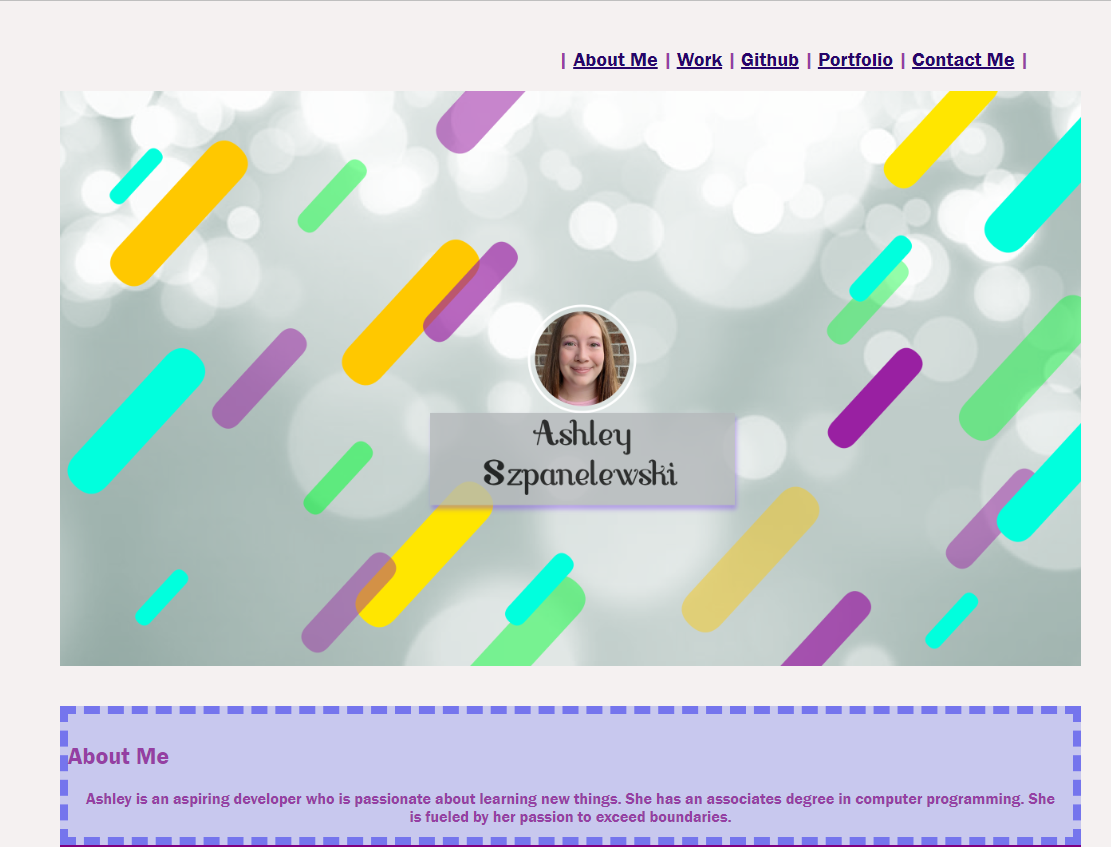 | About Me | Work | Github | Portfolio | Contact Me |
Ashley
Szpanelewski
About Me
Ashley is an aspiring developer who is passionate about learning new things. She has an associates degree in computer programming. She
is fueled by her passion to exceed boundaries.